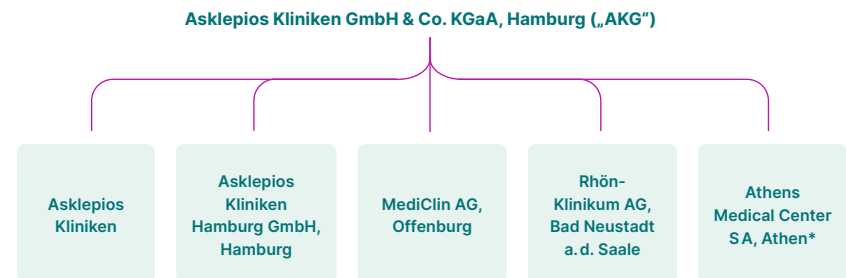 Asklepios Kliniken GmbH & Co. KGaA, Hamburg („AKG“)
Asklepios
Kliniken
Asklepios
Kliniken
Hamburg GmbH,
Hamburg
MediClin AG,
Offenburg
Rhön-
Klinikum AG,
Bad Neustadt
a. d. Saale
Athens
Medical Center
SA, Athen*